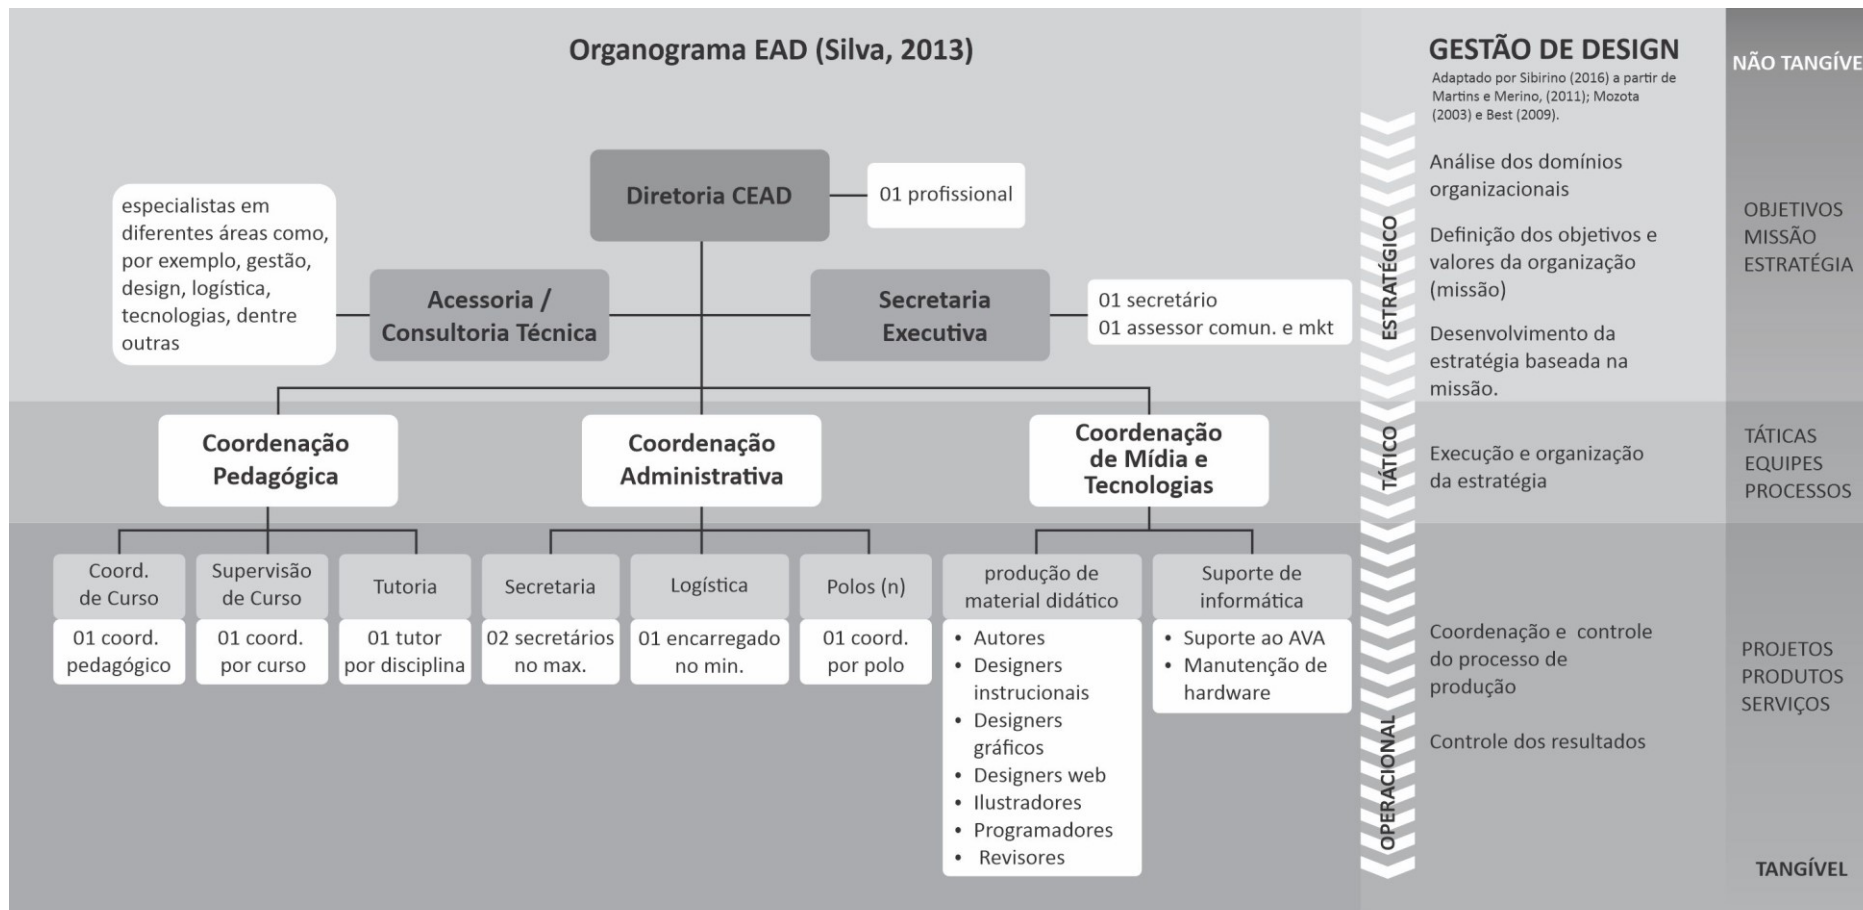 Organograma EAD (Silva, 2013)
Diretoria CEAD
01 profissional
especialistas em
diferentes áreas como,
por exemplo, gestão,
design, logística,
tecnologias, dentre
outras
Acessoria /
Consultoria Técnica
Secretaria
Executiva
01 secretário
01 assessor comun. e mkt
Coordenação
Pedagógica
Coordenação
Administrativa
Coordenação
de Mídia e
Tecnologias
Coord.
de Curso
01 coord.
pedagógico
Supervisão
de Curso
01 coord.
por curso
Tutoria
01 tutor
por disciplina
Secretaria
02 secretários
no max.
Logística
01 encarregado
no min.
Polos (n)
01 coord.
por polo
produção de
material didático
• Autores
• Designers
instrucionais
• Designers
gráficos
• Designers web
• Ilustradores
• Programadores
• Revisores
Suporte de
informática
• Suporte ao AVA
• Manutenção de
hardware
ESTRATÉGICO
TÁTICO
OPERACIONAL
GESTÃO DE DESIGN
Adaptado por Sibirino (2016) a partir de
Martins e Merino, (2011); Mozota
(2003) e Best (2009).
Análise dos domínios
organizacionais
Definição dos objetivos e
valores da organização
(missão)
Desenvolvimento da
estratégia baseada na
missão.
Execução e organização
da estratégia
Coordenação e controle
do processo de
produção
Controle dos resultados
NÃO TANGÍVE
OBJETIVOS
MISSÃO
ESTRATÉGIA
TÁTICAS
EQUIPES
PROCESSOS
PROJETOS
PRODUTOS
SERVIÇOS
TANGÍVEL